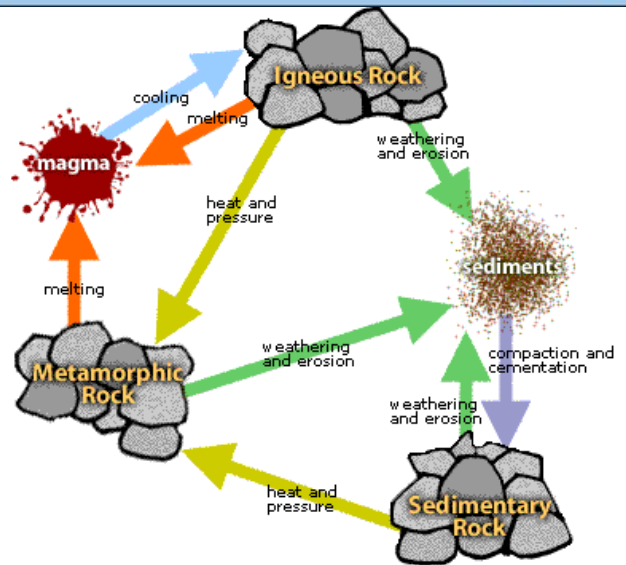 Igneous Rock
cooling
melting
weathering
and erosion
magma
heat and
pressure
sediments
melting
weathering
and erosion
compaction and
cementation
Metamorphic
Rock
weathering
and erosion
heat and
pressure
Sedimentary
Rock